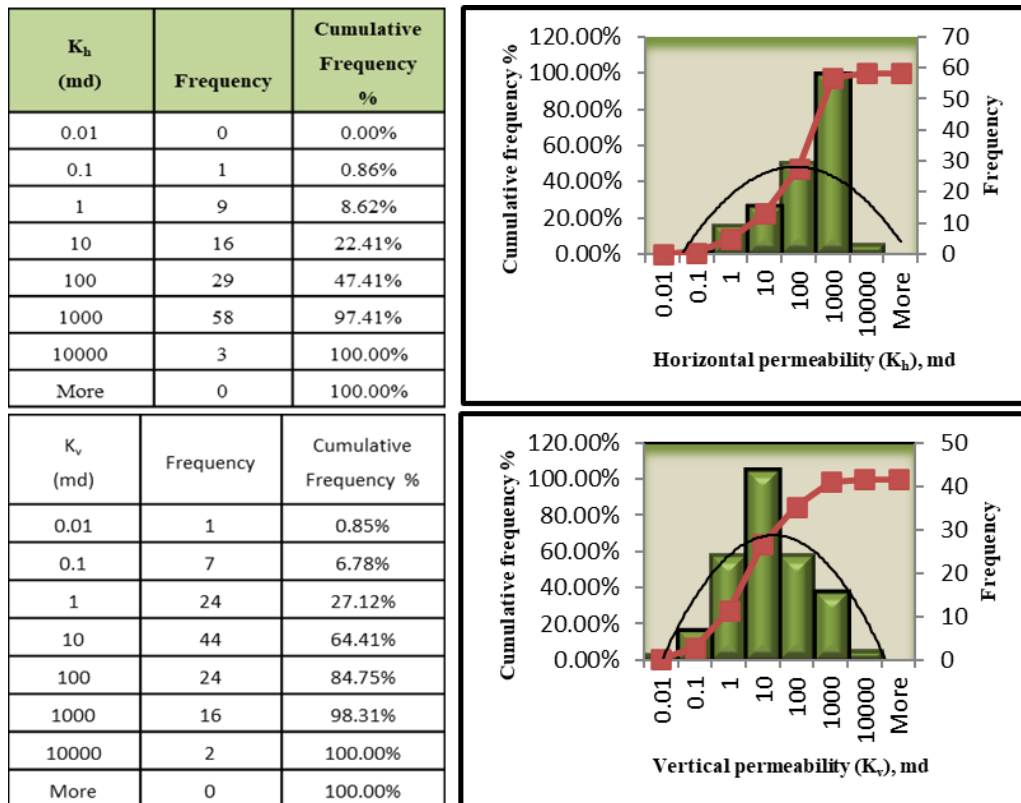 K_h
(md)
Frequency
Cumulative
Frequency
%
0.01 0 0.00%
0.1 1 0.86%
1 9 8.62%
10 16 22.41%
100 29 47.41%
1000 58 97.41%
10000 3 100.00%
More 0 100.00%
120.00%
100.00%
80.00%
60.00%
40.00%
20.00%
0.00%
Cumulative frequency %
70
60
50
40
30
20
10
0
Frequency
0.01
0.1
1
10
100
1000
10000
More
Horizontal permeability (K_h), md
K_v
(md)
Frequency
Cumulative
Frequency %
0.01 1 0.85%
0.1 7 6.78%
1 24 27.12%
10 44 64.41%
100 24 84.75%
1000 16 98.31%
10000 2 100.00%
More 0 100.00%
120.00%
100.00%
80.00%
60.00%
40.00%
20.00%
0.00%
Cumulative frequency %
50
40
30
20
10
0
Frequency
0.01
0.1
1
10
100
1000
10000
More
Vertical permeability (K_v), md